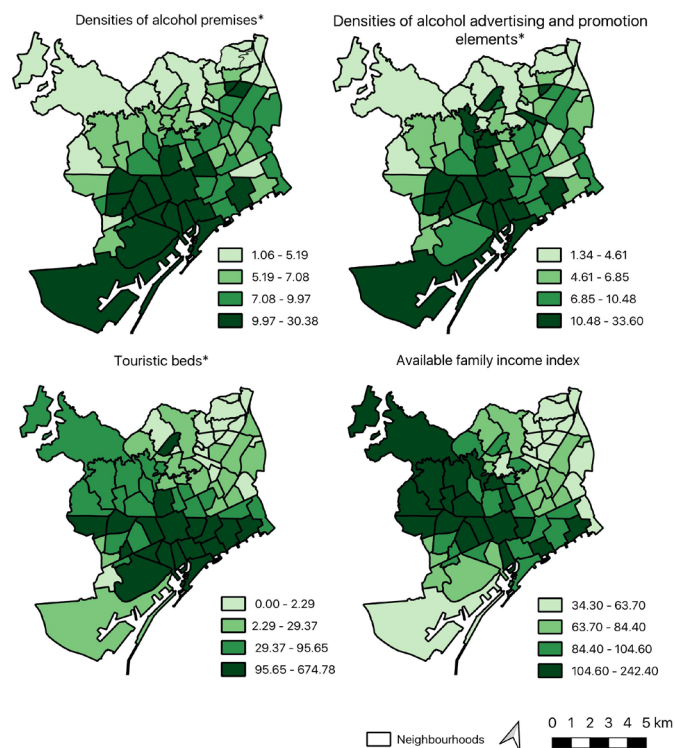 Densities of alcohol premises*
Densities of alcohol advertising and promotion
elements*
1.06 - 5.19
5.19 - 7.08
7.08 - 9.97
9.97 - 30.38
1.34 - 4.61
4.61 - 6.85
6.85 - 10.48
10.48 - 33.60
Touristic beds*
Available family income index
0.00 - 2.29
2.29 - 29.37
29.37 - 95.65
95.65 - 674.78
34.30 - 63.70
63.70 - 84.40
84.40 - 104.60
104.60 - 242.40
Neighbourhoods
0 1 2 3 4 5 km